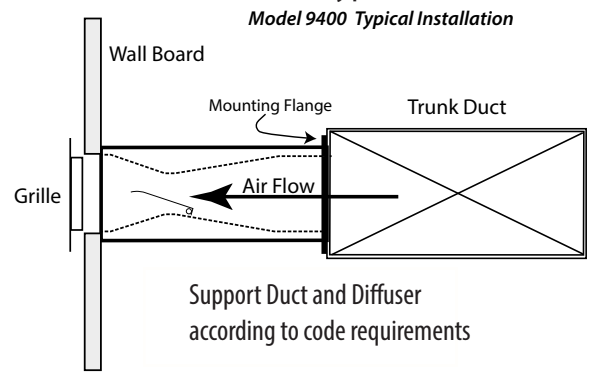 Model 9400 Typical Installation
Wall Board
Mounting Flange
Trunk Duct
Grille
Air Flow
Support Duct and Diffuser
according to code requirements